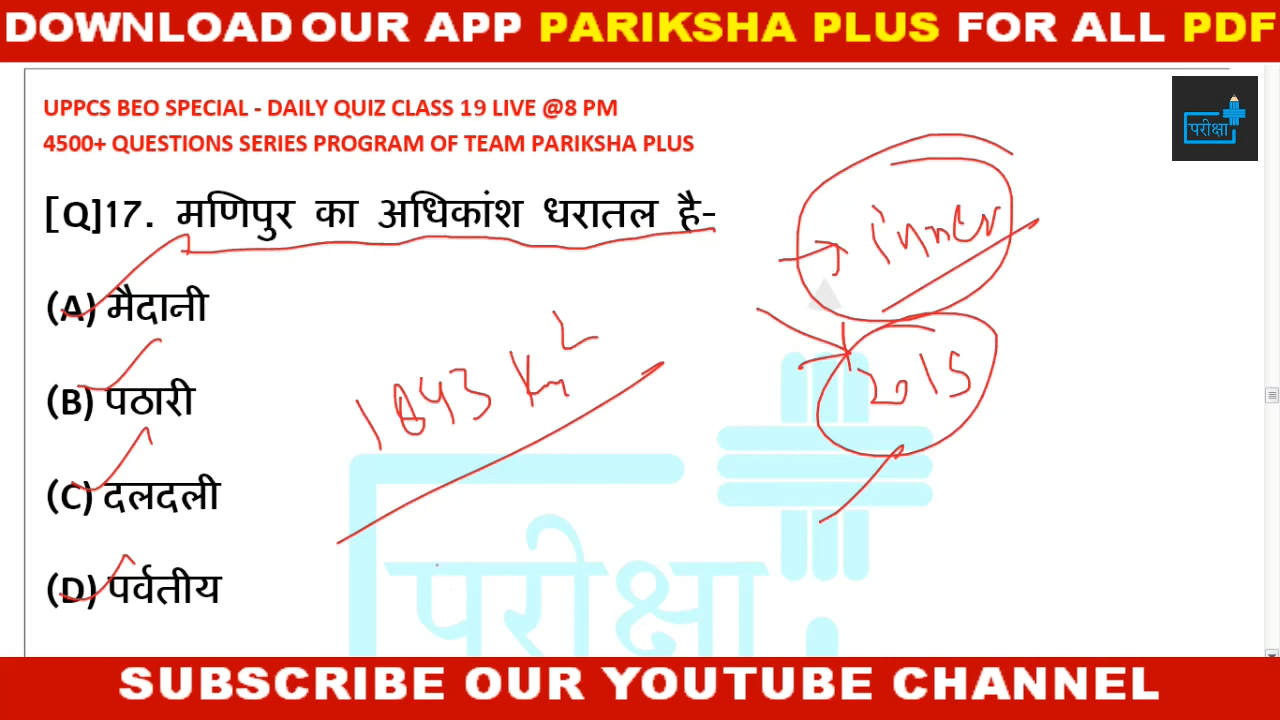 DOWNLOAD OUR APP PARIKSHA PLUS FOR ALL PDF
UPPCS BEO SPECIAL - DAILY QUIZ CLASS 19 LIVE @8 PM
4500+ QUESTIONS SERIES PROGRAM OF TEAM PARIKSHA PLUS
परीक्षा
[Q]17. मणिपुर का अधिकांश धरातल है-
inner
(A) मैदानी
(B) पठारी
1843 Km²
2015
(C) दलदली
(D) पर्वतीय
परीक्षा
SUBSCRIBE OUR YOUTUBE CHANNEL